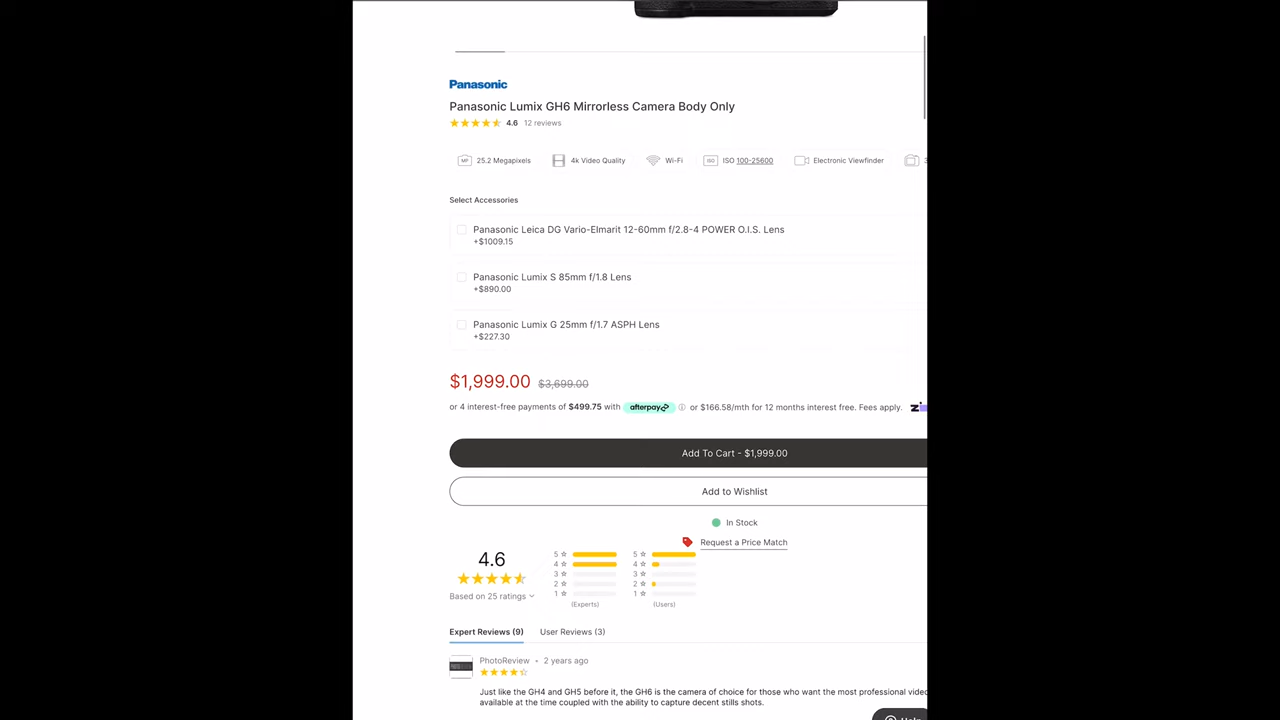 Panasonic
Panasonic Lumix GH6 Mirrorless Camera Body Only
4.6 12 reviews
MP 25.2 Megapixels 4k Video Quality Wi-Fi ISO ISO 100-25600 Electronic Viewfinder 3
Select Accessories
Panasonic Leica DG Vario-Elmarit 12-60mm f/2.8-4 POWER O.I.S. Lens
+$1009.15
Panasonic Lumix S 85mm f/1.8 Lens
+$890.00
Panasonic Lumix G 25mm f/1.7 ASPH Lens
+$227.30
$1,999.00 $3,699.00
or 4 interest-free payments of $499.75 with afterpay or $166.58/mth for 12 months interest free. Fees apply. zi
Add To Cart - $1,999.00
Add to Wishlist
In Stock
Request a Price Match
4.6
Based on 25 ratings
5
4
3
2
1
(Experts)
5
4
3
2
1
(Users)
Expert Reviews (9) User Reviews (3)
PhotoReview • 2 years ago
Just like the GH4 and GH5 before it, the GH6 is the camera of choice for those who want the most professional video
available at the time coupled with the ability to capture decent stills shots.
Help